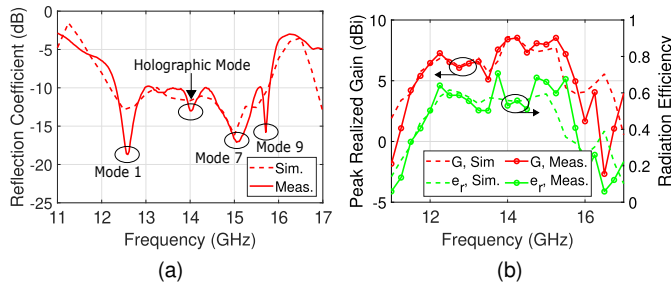 Reflection Coefficient (dB)
0
-5
-10
-15
-20
-25
11
12
13
14
15
16
17
Frequency (GHz)
Holographic Mode
Mode 1
Mode 7
Mode 9
Sim.
Meas.
(a)
Peak Realized Gain (dBi)
10
5
0
-5
12
14
16
Frequency (GHz)
1
0.8
0.6
0.4
0.2
0
Radiation Efficiency
G, Sim
G, Meas.
er, Sim.
er, Meas.
(b)